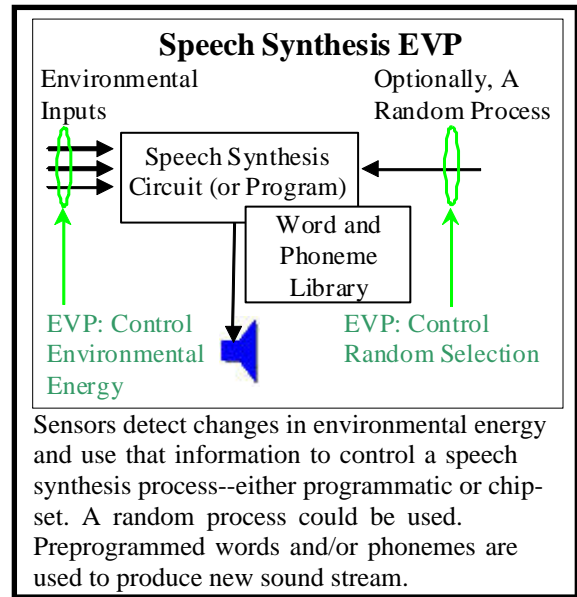 Speech Synthesis EVP
Environmental
Inputs
Optionally, A
Random Process
Speech Synthesis
Circuit (or Program)
Word and
Phoneme
Library
EVP: Control
Environmental
Energy
EVP: Control
Random Selection
Sensors detect changes in environmental energy
and use that information to control a speech
synthesis process--either programmatic or chip-
set. A random process could be used.
Preprogrammed words and/or phonemes are
used to produce new sound stream.